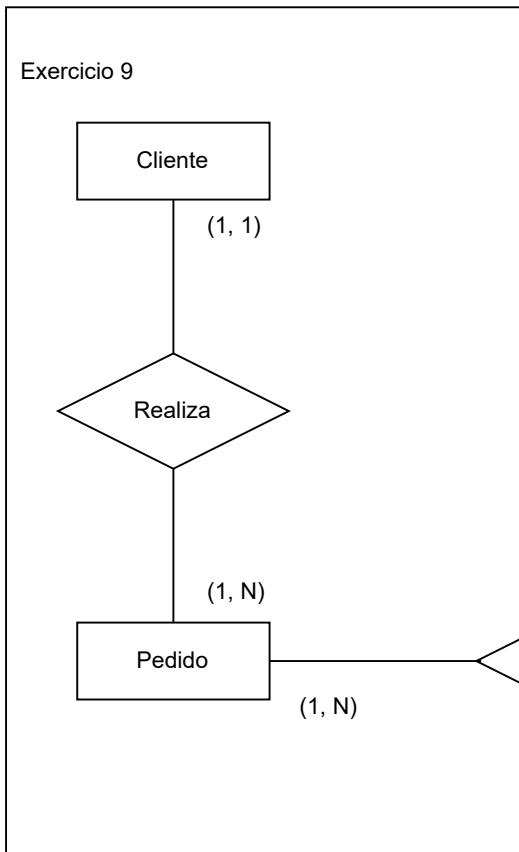 Exercicio 9
Cliente
(1, 1)
Realiza
(1, N)
Pedido
(1, N)